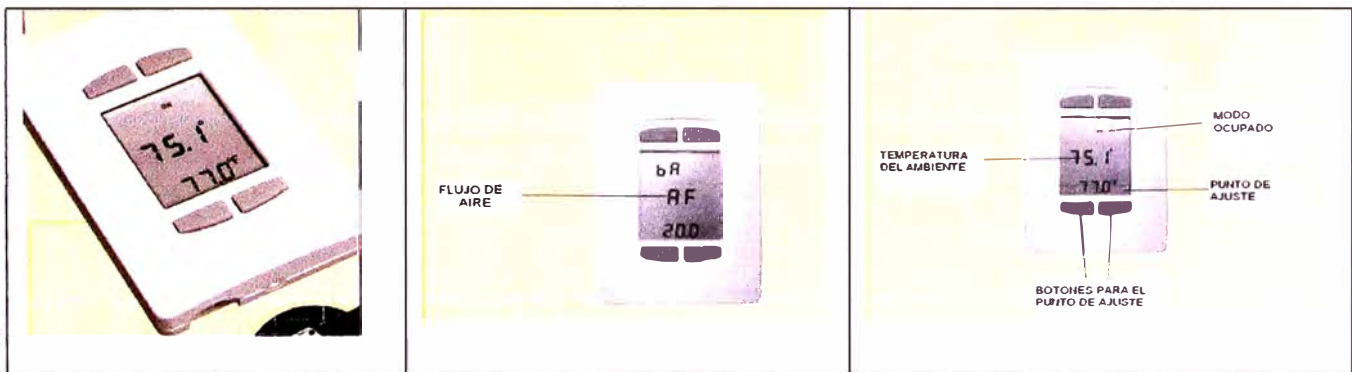 ON
75.1°
77.0°F
bA
FLUJO DE
AIRE
AF
20.0
MODO
OCUPADO
TEMPERATURA
DEL AMBIENTE
75.1°
77.0°
PUNTO DE
AJUSTE
BOTONES PARA EL
PUNTO DE AJUSTE